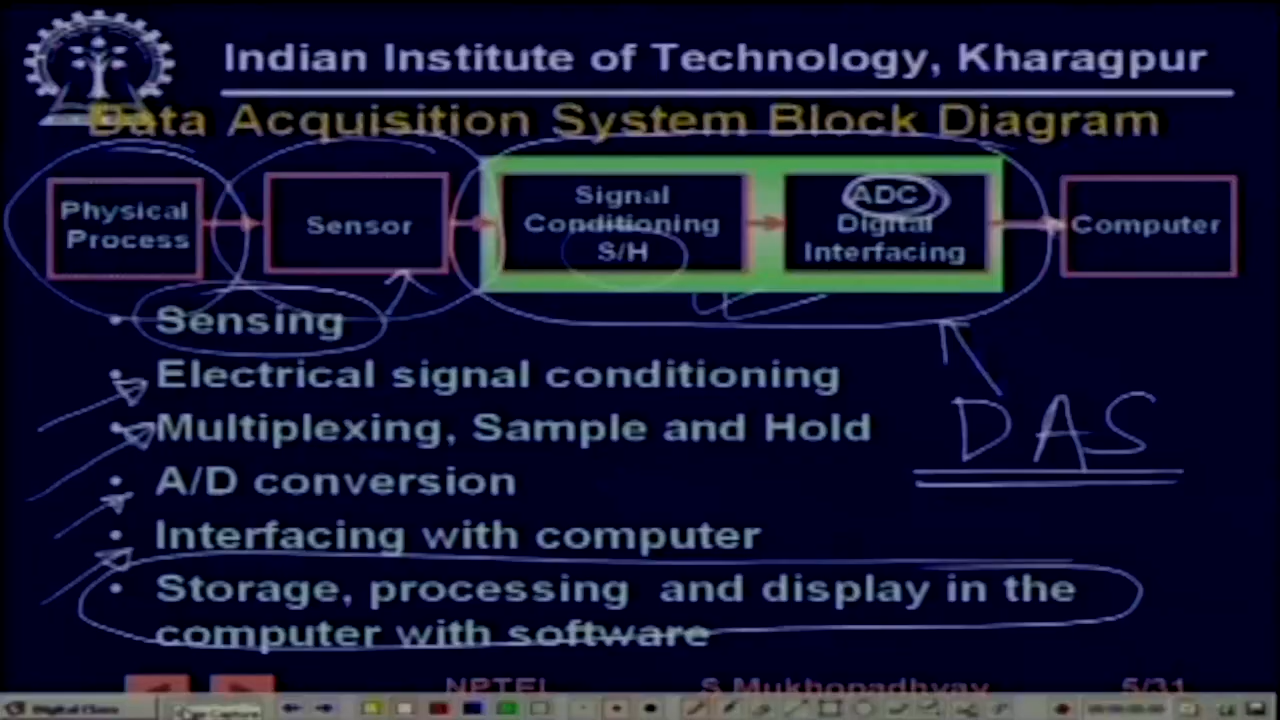 Indian Institute of Technology, Kharagpur
Data Acquisition System Block Diagram
Physical Process
Sensor
Signal Conditioning S/H
ADC Digital Interfacing
Computer
• Sensing
• Electrical signal conditioning
• Multiplexing, Sample and Hold
DAS
• A/D conversion
• Interfacing with computer
• Storage, processing and display in the
computer with software
NPTEL S Mukhopadhyay 5/31